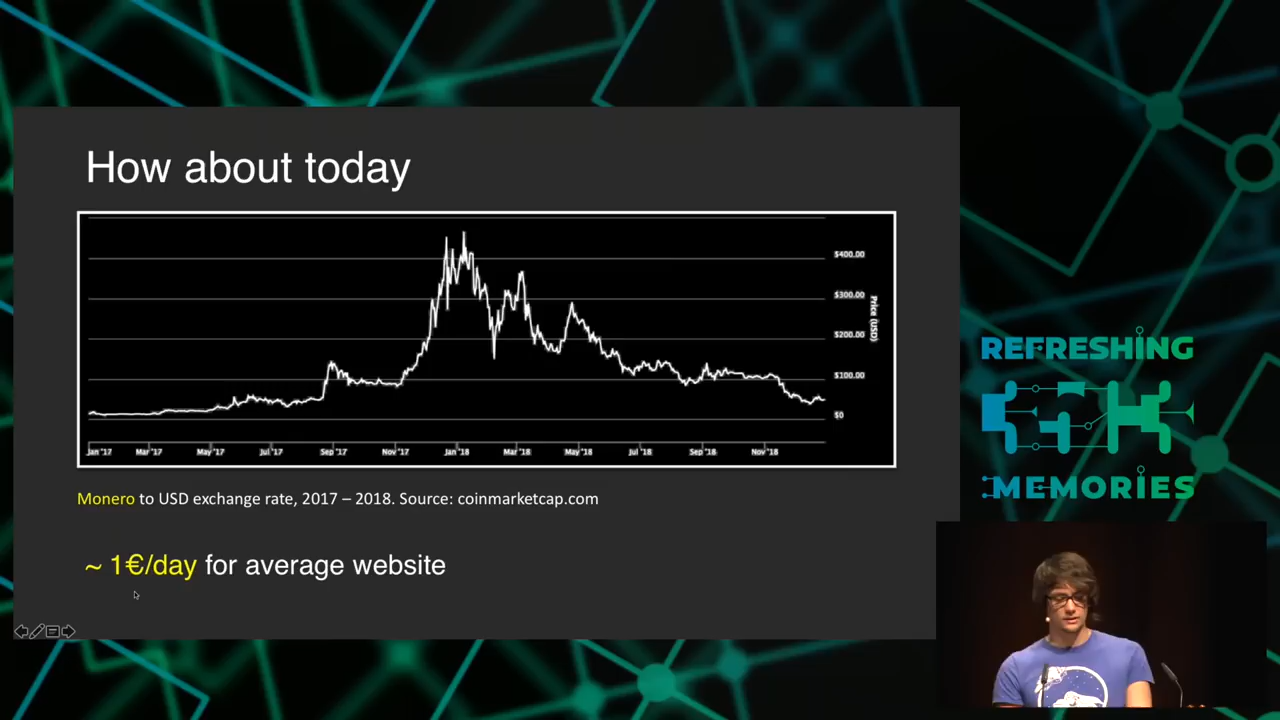 How about today
$400.00
$300.00
$200.00
$100.00
$0
Price (USD)
Jan '17 Mar '17 May '17 Jul '17 Sep '17 Nov '17 Jan '18 Mar '18 May '18 Jul '18 Sep '18 Nov '18
Monero to USD exchange rate, 2017 – 2018. Source: coinmarketcap.com
~ 1€/day for average website
REFRESHING
35C3
MEMORIES